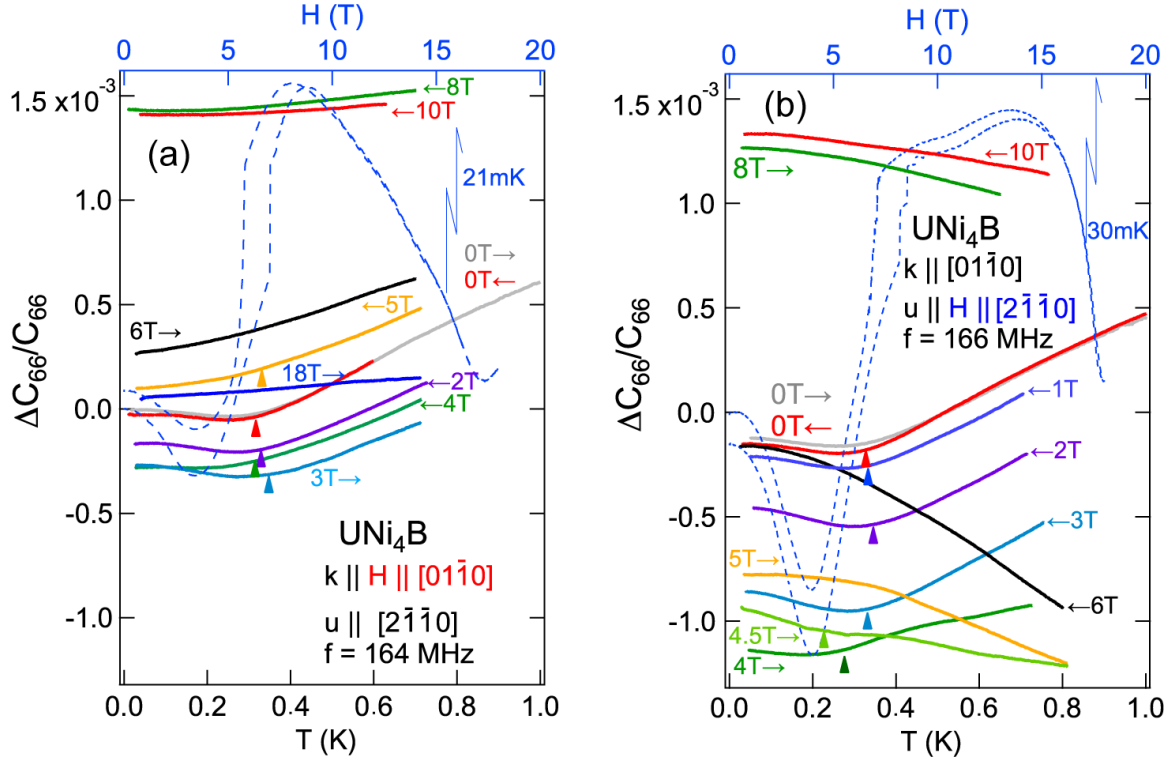 H (T)
0 5 10 15 20
1.5 x10⁻³
1.0
0.5
0.0
-0.5
-1.0
ΔC₆₆/C₆₆
(a)
←8T
←10T
21mK
0T→
0T←
6T→
←5T
18T→
←2T
←4T
3T→
UNi₄B
k || H || [011̄0]
u || [21̄1̄0]
f = 164 MHz
0.0 0.2 0.4 0.6 0.8 1.0
T (K)
H (T)
0 5 10 15 20
1.5 x10⁻³
1.0
0.5
0.0
-0.5
-1.0
ΔC₆₆/C₆₆
(b)
←10T
8T→
30mK
UNi₄B
k || [011̄0]
u || H || [21̄1̄0]
f = 166 MHz
0T→
0T←
←1T
←2T
←3T
5T→
←6T
4.5T→
4T→
0.0 0.2 0.4 0.6 0.8 1.0
T (K)